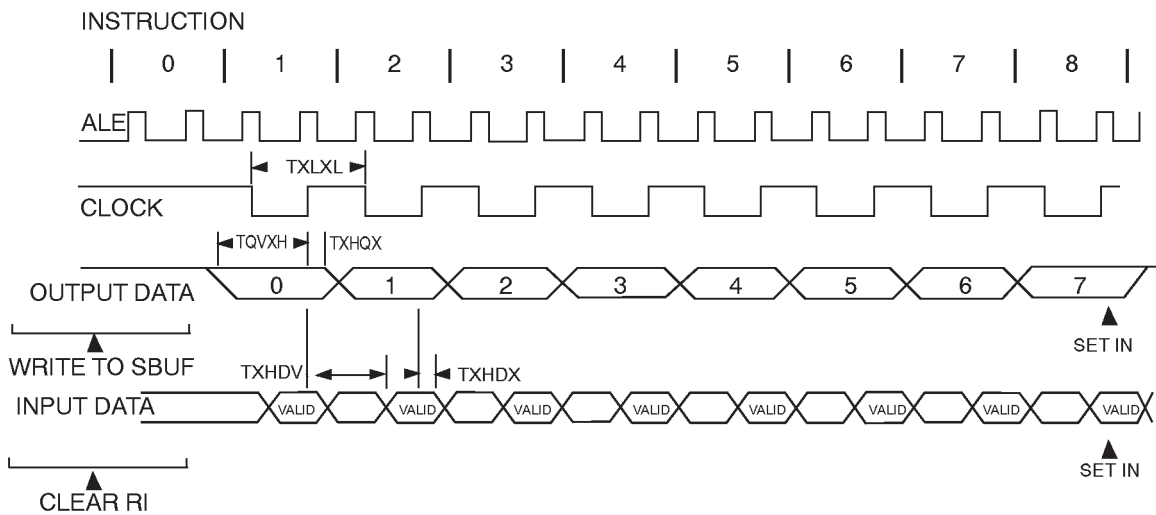 INSTRUCTION
0 1 2 3 4 5 6 7 8
ALE
TXLXL
CLOCK
TQVXH TXHQX
OUTPUT DATA 0 1 2 3 4 5 6 7
SET IN
WRITE TO SBUF
TXHDV TXHDX
INPUT DATA VALID VALID VALID VALID VALID VALID VALID VALID
SET IN
CLEAR RI